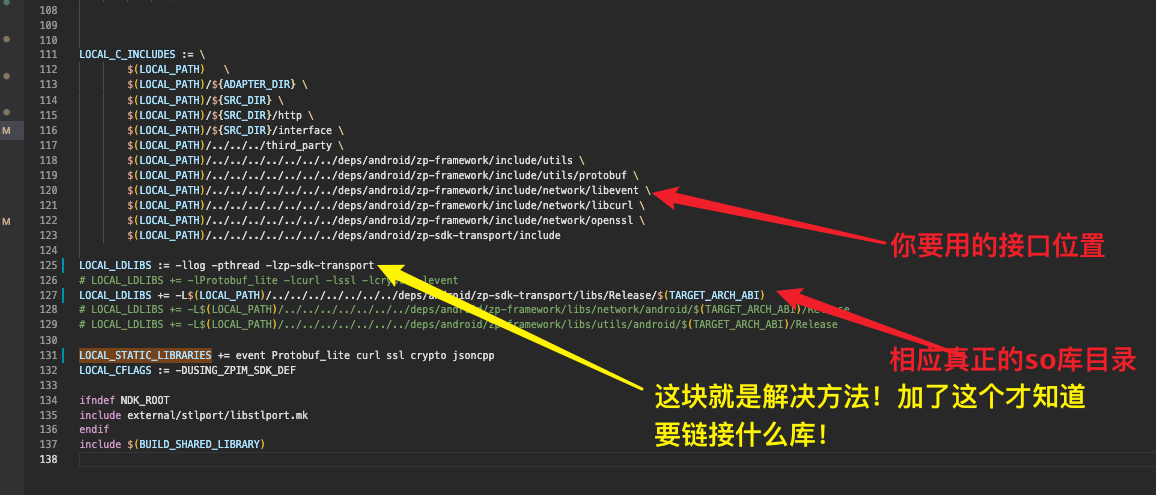 108
109
110
111 LOCAL_C_INCLUDES := \
112 $(LOCAL_PATH) \
113 $(LOCAL_PATH)/${ADAPTER_DIR} \
114 $(LOCAL_PATH)/${SRC_DIR} \
115 $(LOCAL_PATH)/${SRC_DIR}/http \
M 116 $(LOCAL_PATH)/${SRC_DIR}/interface \
117 $(LOCAL_PATH)/../../../third_party \
118 $(LOCAL_PATH)/../../../../../../../deps/android/zp-framework/include/utils \
119 $(LOCAL_PATH)/../../../../../../../deps/android/zp-framework/include/utils/protobuf \
120 $(LOCAL_PATH)/../../../../../../../deps/android/zp-framework/include/network/libevent \
121 $(LOCAL_PATH)/../../../../../../../deps/android/zp-framework/include/network/libcurl \
M 122 $(LOCAL_PATH)/../../../../../../../deps/android/zp-framework/include/network/openssl \
123 $(LOCAL_PATH)/../../../../../../../deps/android/zp-sdk-transport/include
你要用的接口位置
124
125 LOCAL_LDLIBS := -llog -pthread -lzp-sdk-transport
126 # LOCAL_LDLIBS += -lProtobuf_lite -lcurl -lssl -levent
127 LOCAL_LDLIBS += -L$(LOCAL_PATH)/../../../../../../../deps/android/zp-sdk-transport/libs/Release/$(TARGET_ARCH_ABI)
128 # LOCAL_LDLIBS += -L$(LOCAL_PATH)/../../../../../../../deps/android/zp-framework/libs/network/android/$(TARGET_ARCH_ABI)/Release
129 # LOCAL_LDLIBS += -L$(LOCAL_PATH)/../../../../../../../deps/android/zp-framework/libs/utils/android/$(TARGET_ARCH_ABI)/Release
130
131 LOCAL_STATIC_LIBRARIES += event Protobuf_lite curl ssl crypto jsoncpp
相应真正的so库目录
132 LOCAL_CFLAGS := -DUSING_ZPIM_SDK_DEF
133
134 ifndef NDK_ROOT
这块就是解决方法！加了这个才知道
135 include external/stlport/libstlport.mk
136 endif
要链接什么库！
137 include $(BUILD_SHARED_LIBRARY)
138